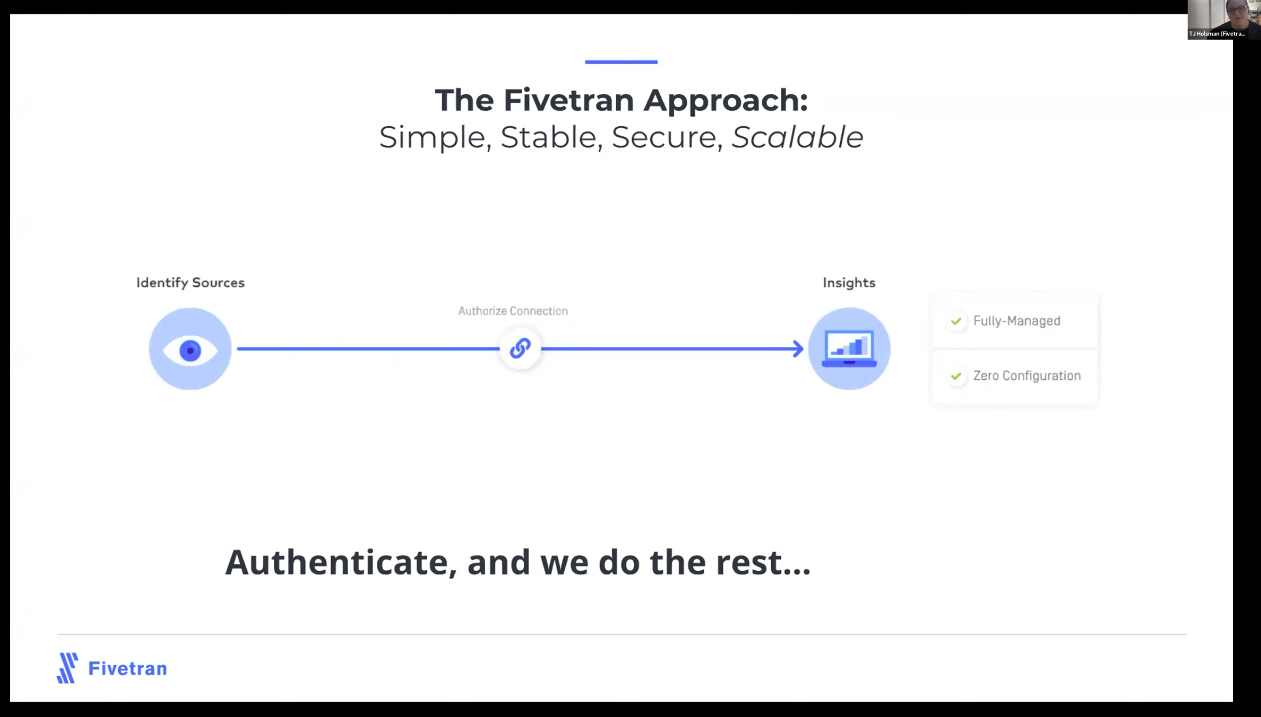 TJ Holsman (Fivetra...
The Fivetran Approach:
Simple, Stable, Secure, Scalable
Identify Sources
Authorize Connection
Insights
Fully-Managed
Zero Configuration
Authenticate, and we do the rest...
Fivetran